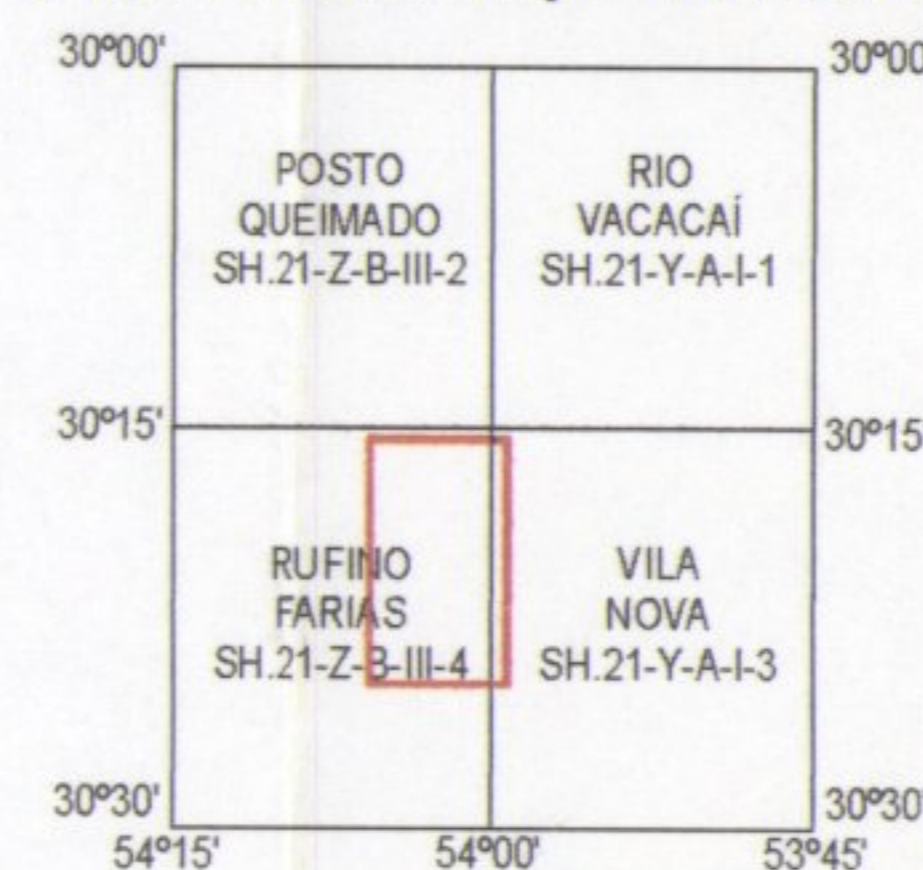 30º00'
30º00
POSTO
QUEIMADO
SH.21-Z-B-III-2
RIO
VACACAÍ
SH.21-Y-A-I-1
30º15'
30º15
RUFINO
FARIAS
SH.21-Z-B-III-4
VILA
NOVA
SH.21-Y-A-I-3
30º30'
30º30'
54º15'
54º00'
53º45'